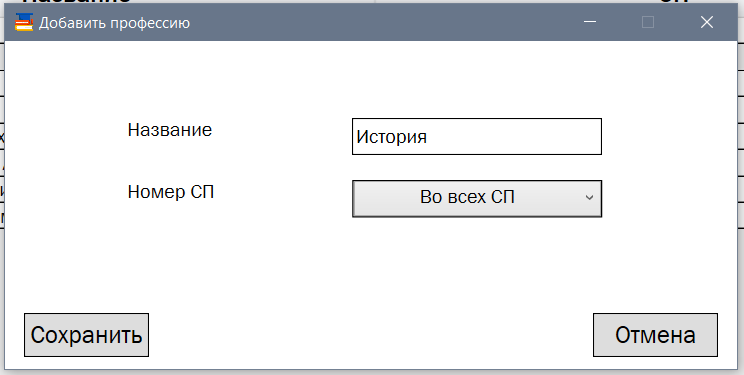 Добавить профессию
Название
История
Номер СП
Во всех СП
Сохранить
Отмена